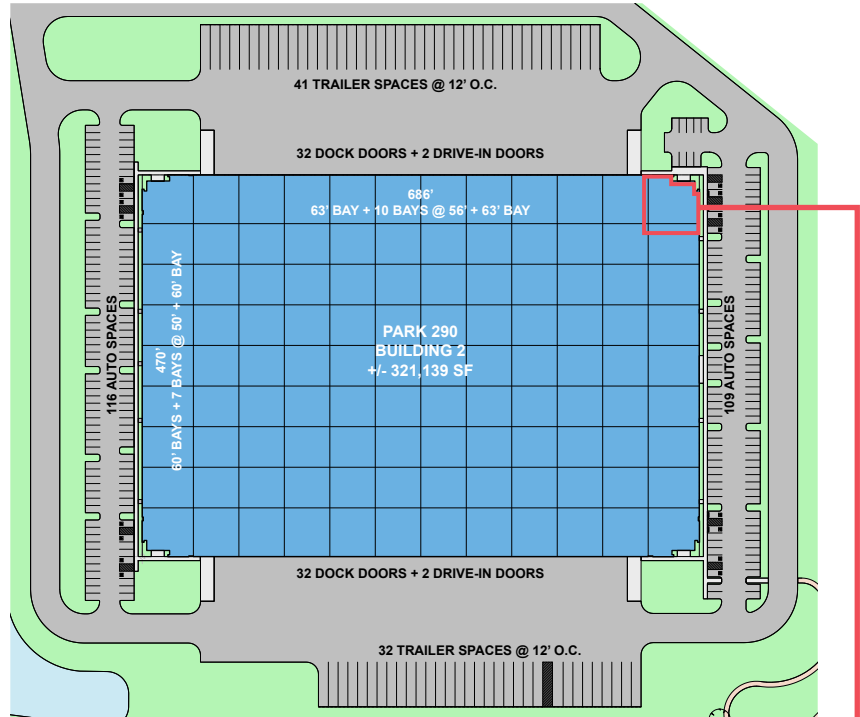 41 TRAILER SPACES @ 12' O.C.
32 DOCK DOORS + 2 DRIVE-IN DOORS
686'
63' BAY + 10 BAYS @ 56' + 63' BAY
116 AUTO SPACES
470'
60' BAYS + 7 BAYS @ 50' + 60' BAY
PARK 290
BUILDING 2
+/- 321,139 SF
109 AUTO SPACES
32 DOCK DOORS + 2 DRIVE-IN DOORS
32 TRAILER SPACES @ 12' O.C.